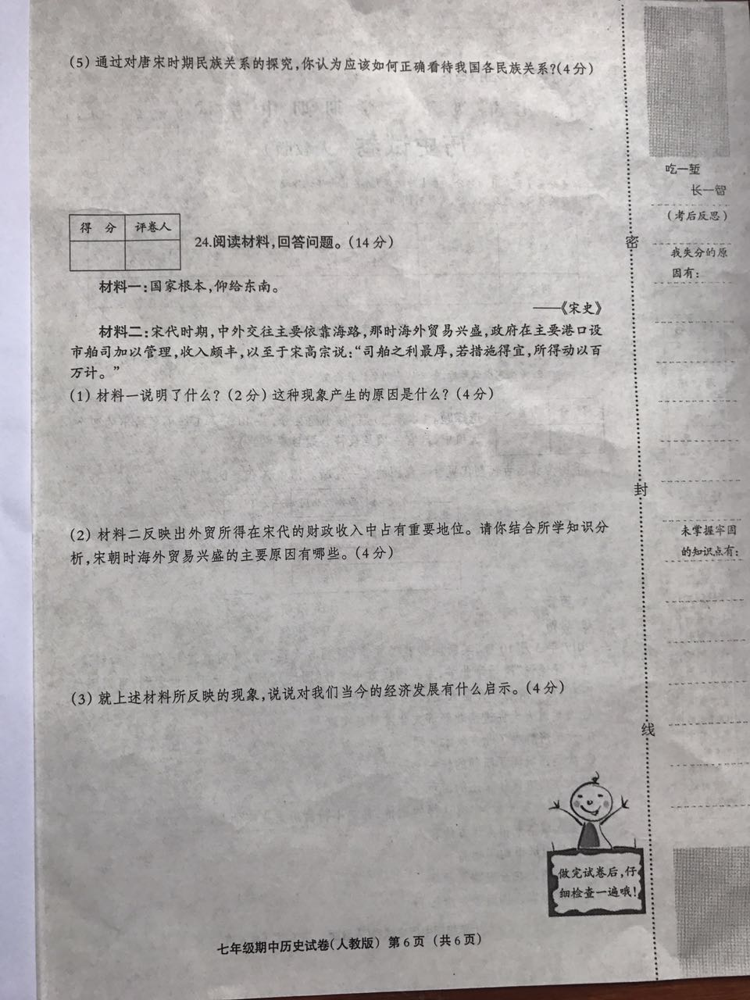 (5) 通过对唐宋时期民族关系的探究,你认为应该如何正确看待我国各民族关系?(4分)
得 分 评卷人
24.阅读材料,回答问题。(14分)
材料一:国家根本,仰给东南。
——《宋史》
材料二:宋代时期,中外交往主要依靠海路,那时海外贸易兴盛,政府在主要港口设
市舶司加以管理,收入颇丰,以至于宋高宗说:“司舶之利最厚,若措施得宜,所得动以百
万计。”
(1) 材料一说明了什么? (2分) 这种现象产生的原因是什么? (4分)
(2) 材料二反映出外贸所得在宋代的财政收入中占有重要地位。请你结合所学知识分
析,宋朝时海外贸易兴盛的主要原因有哪些。(4分)
(3) 就上述材料所反映的现象,说说对我们当今的经济发展有什么启示。(4分)
做完试卷后,仔
细检查一遍哦!
七年级期中历史试卷(人教版) 第6页 (共6页)
密
封
线
吃一堑
长一智
(考后反思)
我失分的原
因有:
未掌握牢固
的知识点有: